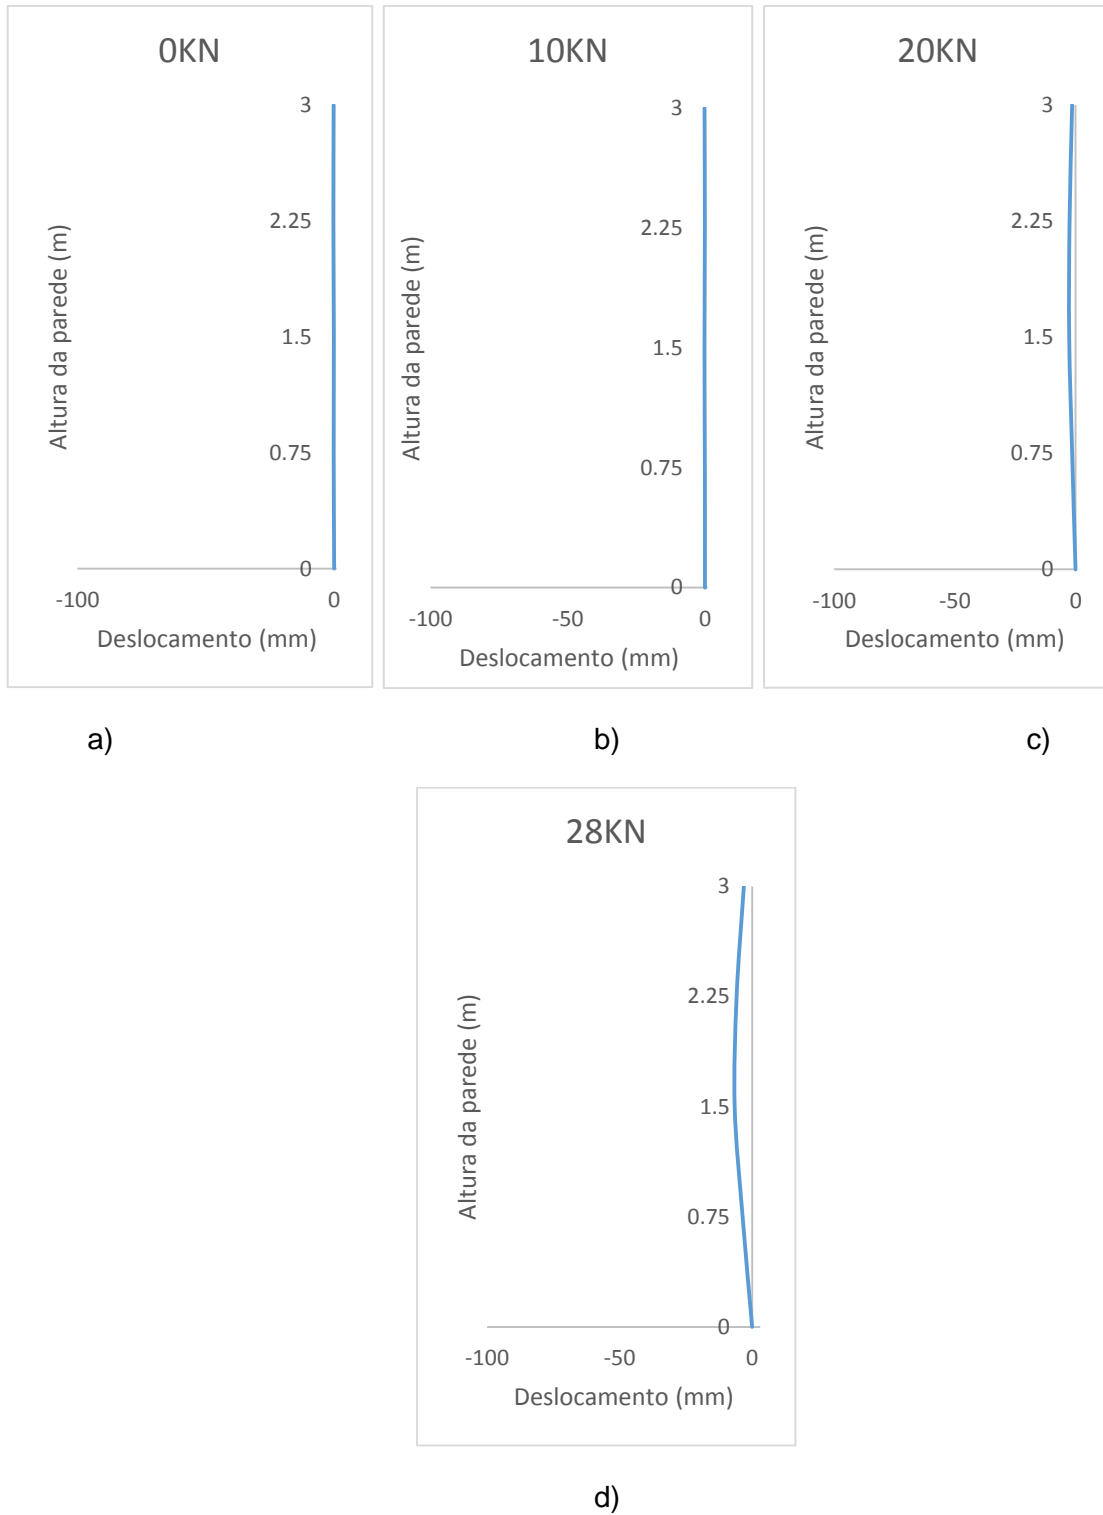 0KN
3
2.25
1.5
0.75
0
-100
0
Altura da parede (m)
Deslocamento (mm)
10KN
3
2.25
1.5
0.75
0
-100
-50
0
Altura da parede (m)
Deslocamento (mm)
20KN
3
2.25
1.5
0.75
0
-100
-50
0
Altura da parede (m)
Deslocamento (mm)
a)
b)
c)
28KN
3
2.25
1.5
0.75
0
-100
-50
0
Altura da parede (m)
Deslocamento (mm)
d)